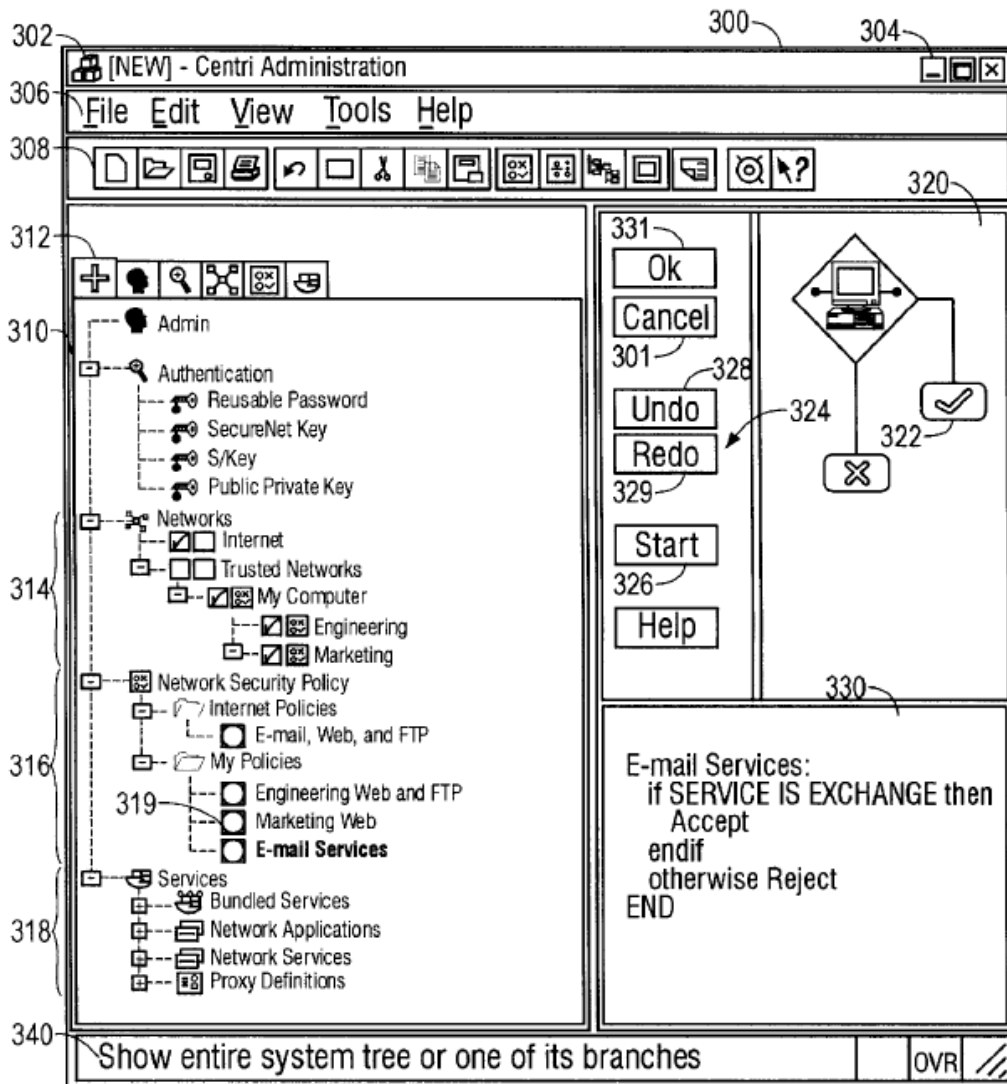 300
302
304
[NEW] - Centri Administration
306
File Edit View Tools Help
308
?
320
312
331
Ok
310
Admin
Cancel
301
Authentication
328
Reusable Password
Undo
324
SecureNet Key
322
S/Key
Redo
Public Private Key
329
Networks
Internet
Start
Trusted Networks
326
314
My Computer
Engineering
Help
Marketing
Network Security Policy
330
Internet Policies
E-mail, Web, and FTP
316
My Policies
Engineering Web and FTP
319
Marketing Web
E-mail Services
E-mail Services:
if SERVICE IS EXCHANGE then
Accept
endif
otherwise Reject
END
Services
Bundled Services
318
Network Applications
Network Services
Proxy Definitions
340
Show entire system tree or one of its branches
OVR